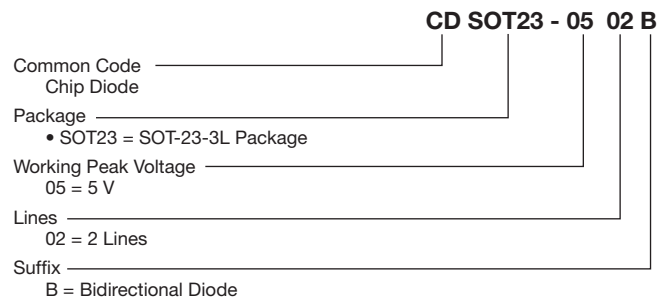 CD SOT23 - 05 02 B
Common Code
Chip Diode
Package
• SOT23 = SOT-23-3L Package
Working Peak Voltage
05 = 5 V
Lines
02 = 2 Lines
Suffix
B = Bidirectional Diode